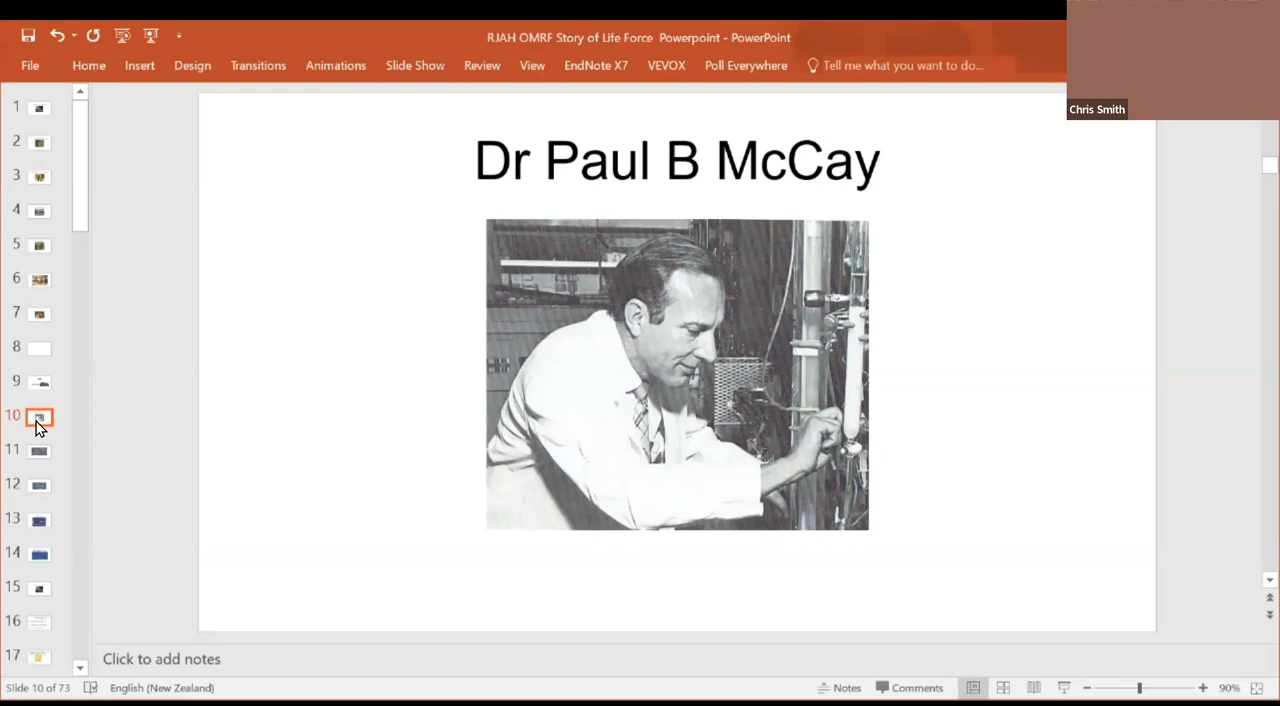 RJAH OMRF Story of Life Force Powerpoint - PowerPoint
File Home Insert Design Transitions Animations Slide Show Review View EndNote X7 VEVOX Poll Everywhere Tell me what you want to do...
Chris Smith
1
2
3
4
5
6
7
8
9
10
11
12
13
14
15
16
17
Dr Paul B McCay
Click to add notes
Slide 10 of 73 English (New Zealand) Notes Comments 90%